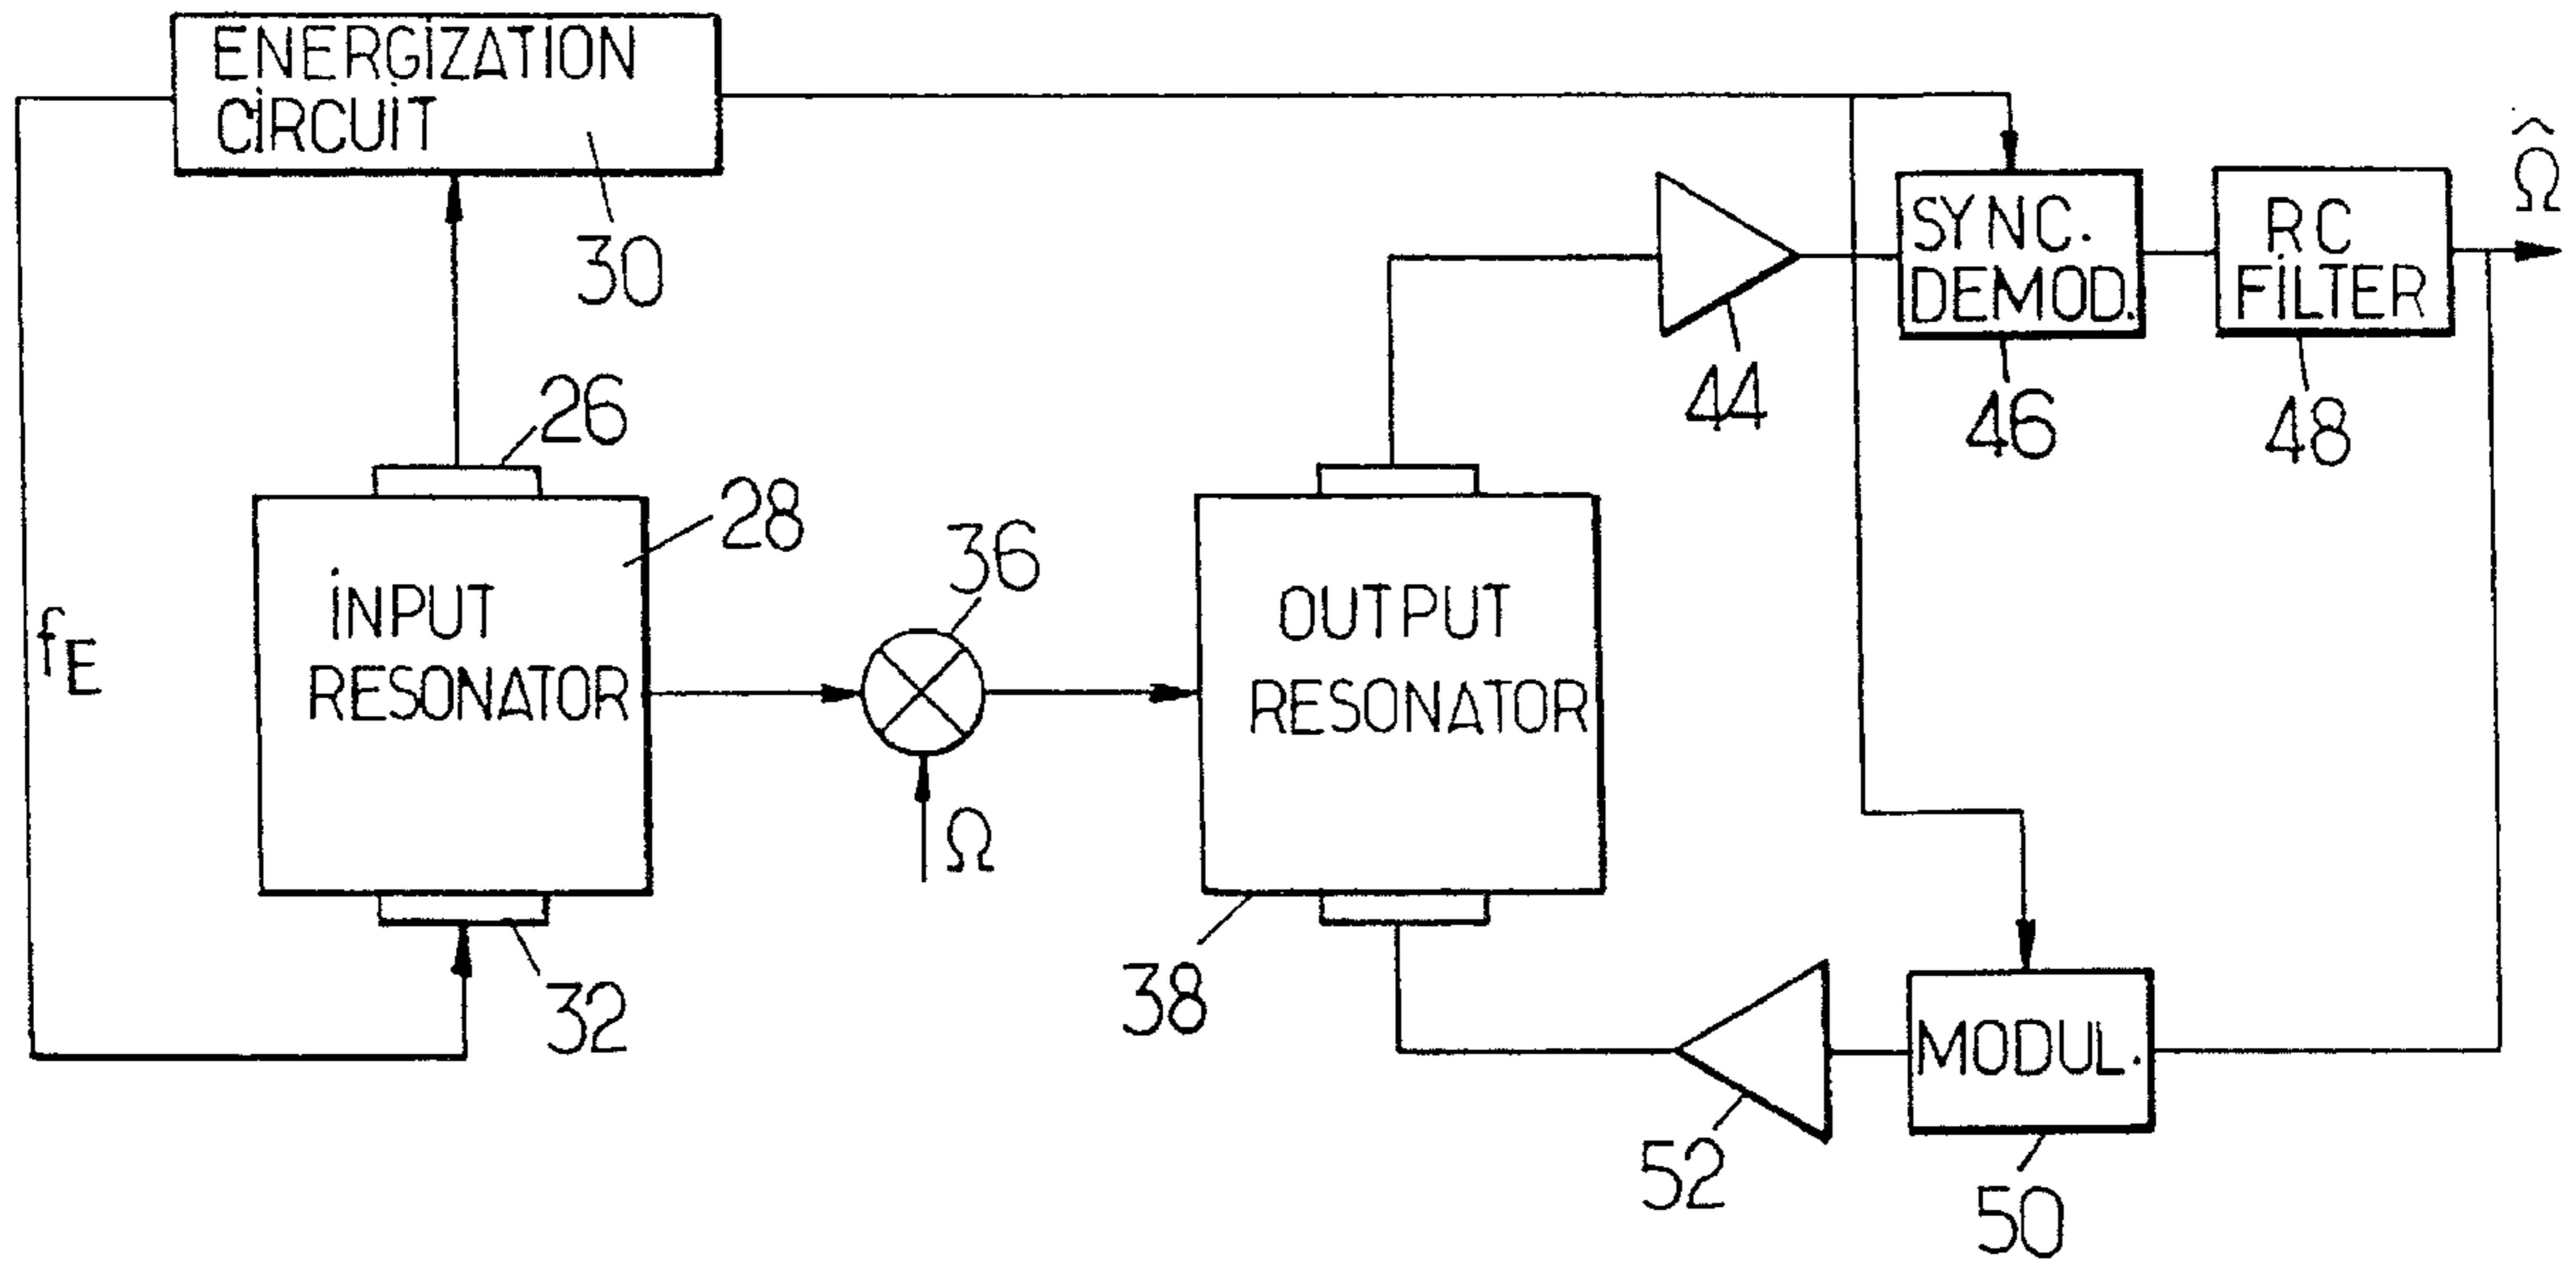 ENERGIZATION
CIRCUIT
30
Ω̂
SYNC.
DEMOD.
RC
FILTER
44
46
48
26
28
36
INPUT
RESONATOR
OUTPUT
RESONATOR
fE
Ω
32
38
MODUL.
52
50